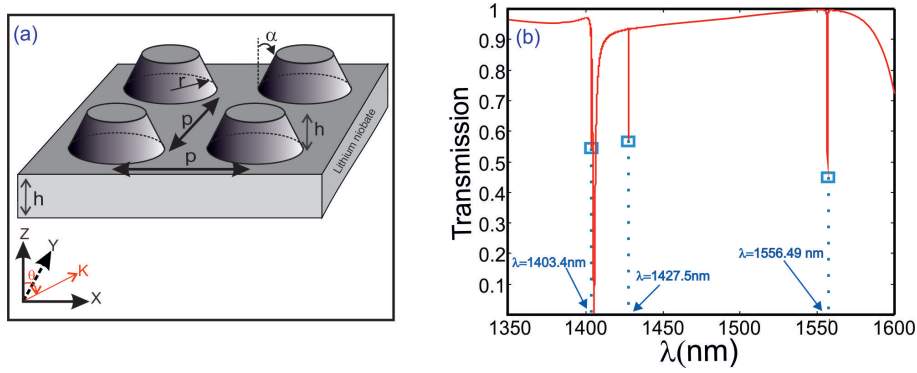 (a)
α
r
p
h
p
h
Lithium niobate
Z
Y
θ
K
X
(b)
Transmission
1
0.9
0.8
0.7
0.6
0.5
0.4
0.3
0.2
0.1
λ=1403.4nm
λ=1427.5nm
λ=1556.49 nm
1350
1400
1450
1500
1550
1600
λ(nm)